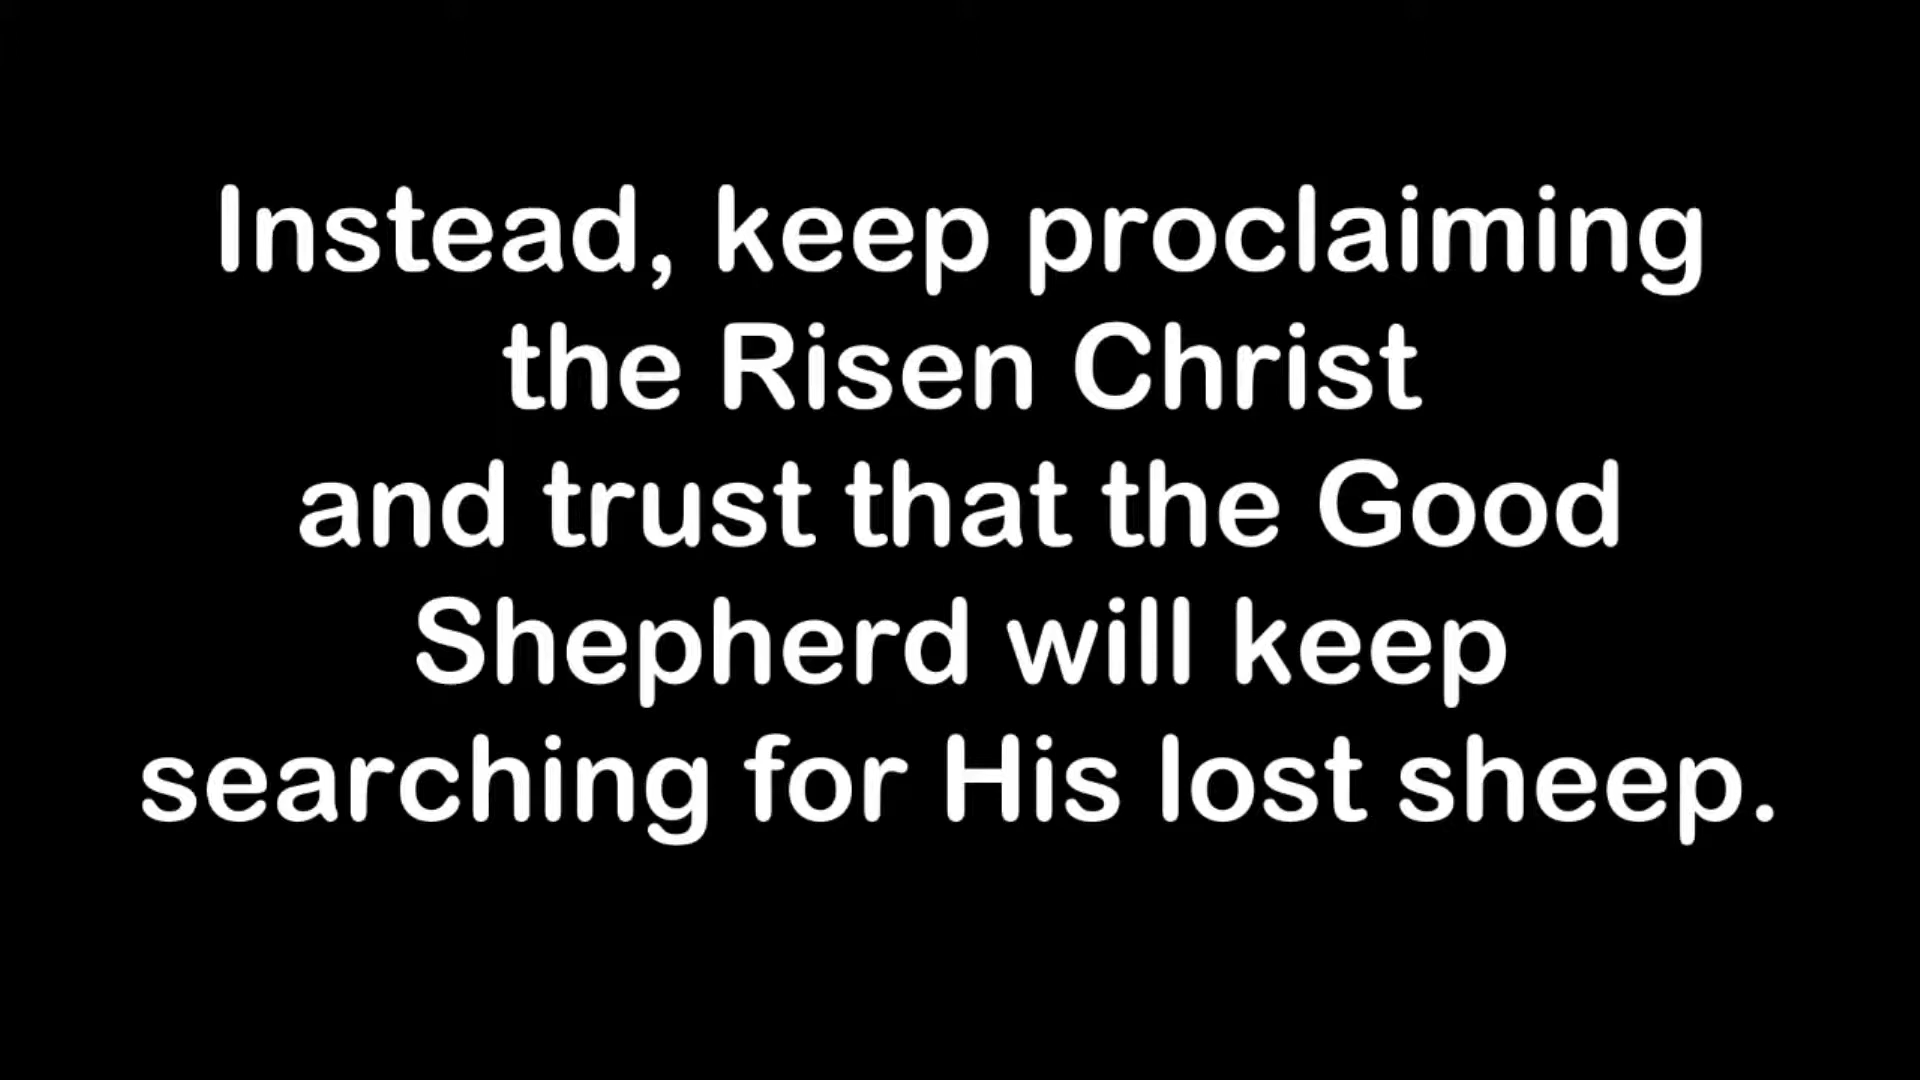 Instead, keep proclaiming
the Risen Christ
and trust that the Good
Shepherd will keep
searching for His lost sheep.